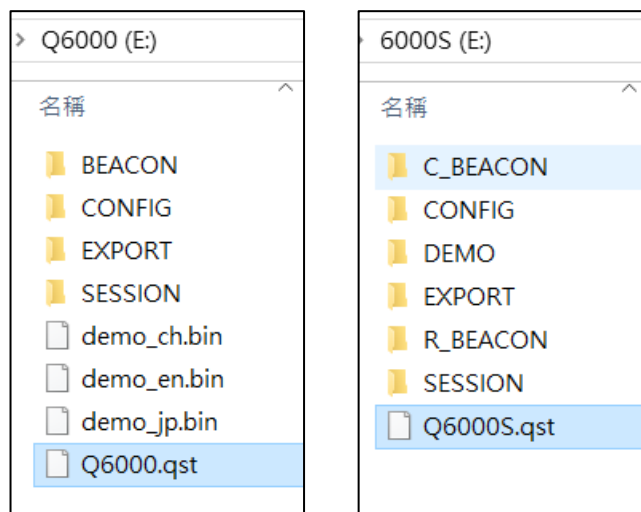 Q6000 (E:)
名稱
BEACON
CONFIG
EXPORT
SESSION
demo_ch.bin
demo_en.bin
demo_jp.bin
Q6000.qst
6000S (E:)
名稱
C_BEACON
CONFIG
DEMO
EXPORT
R_BEACON
SESSION
Q6000S.qst